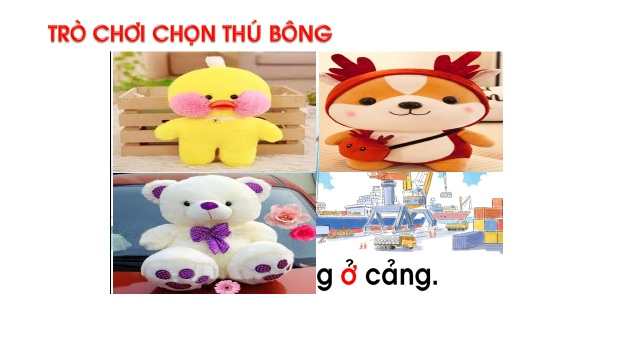 TRÒ CHƠI CHỌN THÚ BÔNG
g ở cảng.